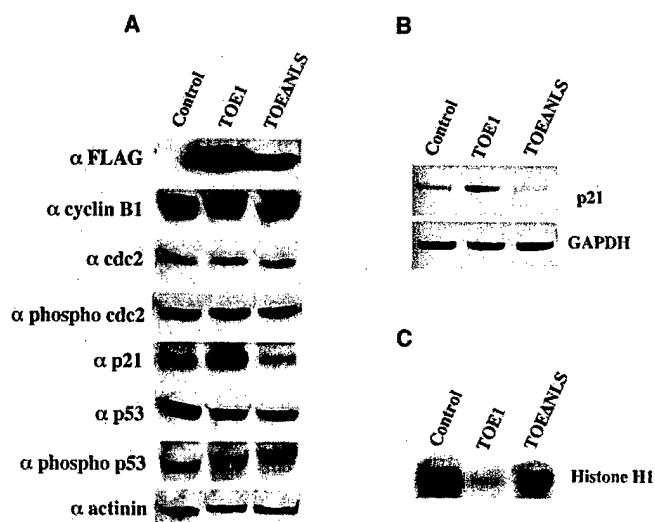 A
Control
TOE1
TOEΔNLS
α FLAG
α cyclin B1
α cdc2
α phospho cdc2
α p21
α p53
α phospho p53
α actinin
B
Control
TOE1
TOEΔNLS
p21
GAPDH
C
Control
TOE1
TOEΔNLS
Histone H1